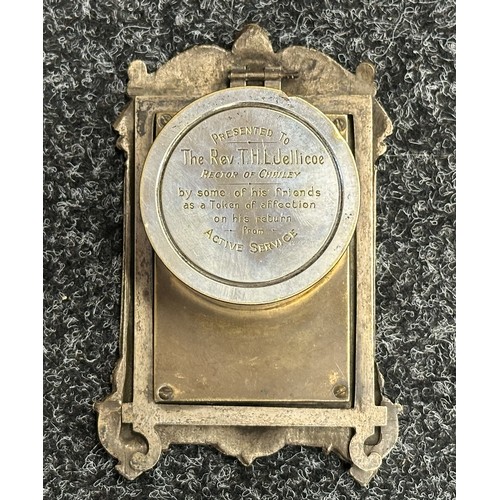 PRESENTED TO
The Rev. T.H.L. Jellicoe
RECTOR OF CHAILEY
by some of his friends
as a Token of affection
on his return
from
ACTIVE SERVICE